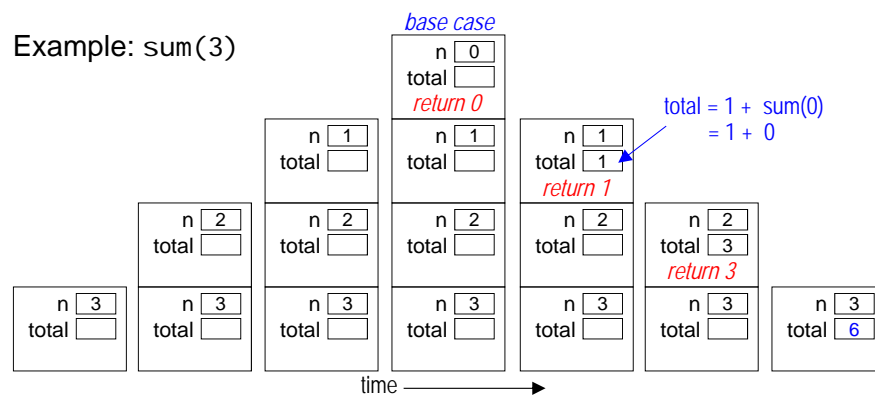 base case
Example: sum(3)
n 0
total
return 0
total = 1 + sum(0)
= 1 + 0
n 1
total
n 1
total
n 1
total 1
return 1
n 2
total
n 2
total
n 2
total
n 2
total
n 2
total 3
return 3
n 3
total
n 3
total
n 3
total
n 3
total
n 3
total
n 3
total
n 3
total 6
time